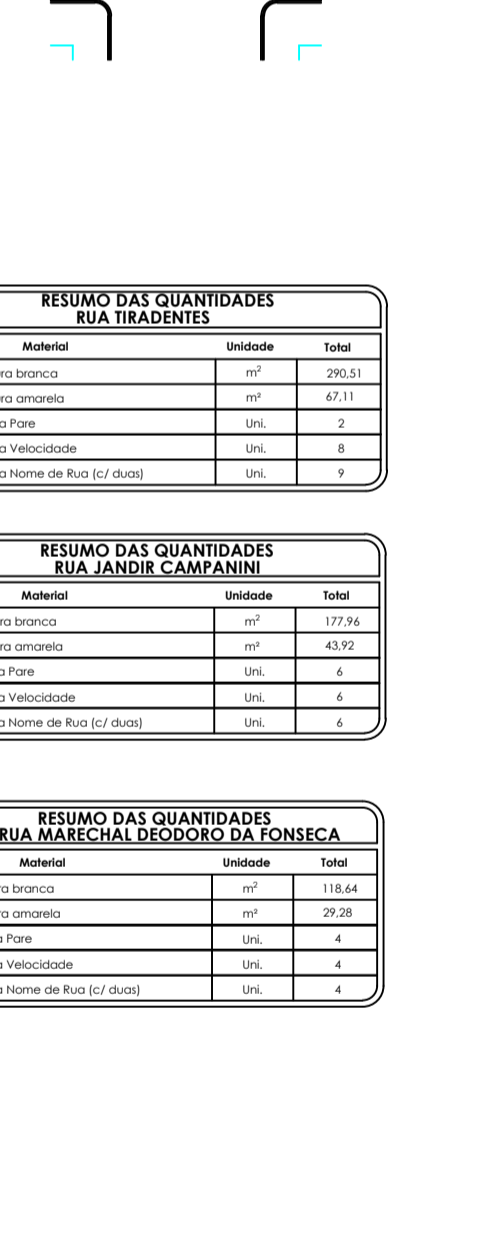 RESUMO DAS QUANTIDADES
RUA TIRADENTES
Material Unidade Total
ra branca m² 290,51
ra amarela m² 67,11
a Pare Uni. 2
a Velocidade Uni. 8
a Nome de Rua (c/ duas) Uni. 9
RESUMO DAS QUANTIDADES
RUA JANDIR CAMPANINI
Material Unidade Total
ra branca m² 177,96
ra amarela m² 43,92
a Pare Uni. 6
a Velocidade Uni. 6
a Nome de Rua (c/ duas) Uni. 6
RESUMO DAS QUANTIDADES
RUA MARECHAL DEODORO DA FONSECA
Material Unidade Total
ra branca m² 118,64
ra amarela m² 29,28
a Pare Uni. 4
a Velocidade Uni. 4
a Nome de Rua (c/ duas) Uni. 4